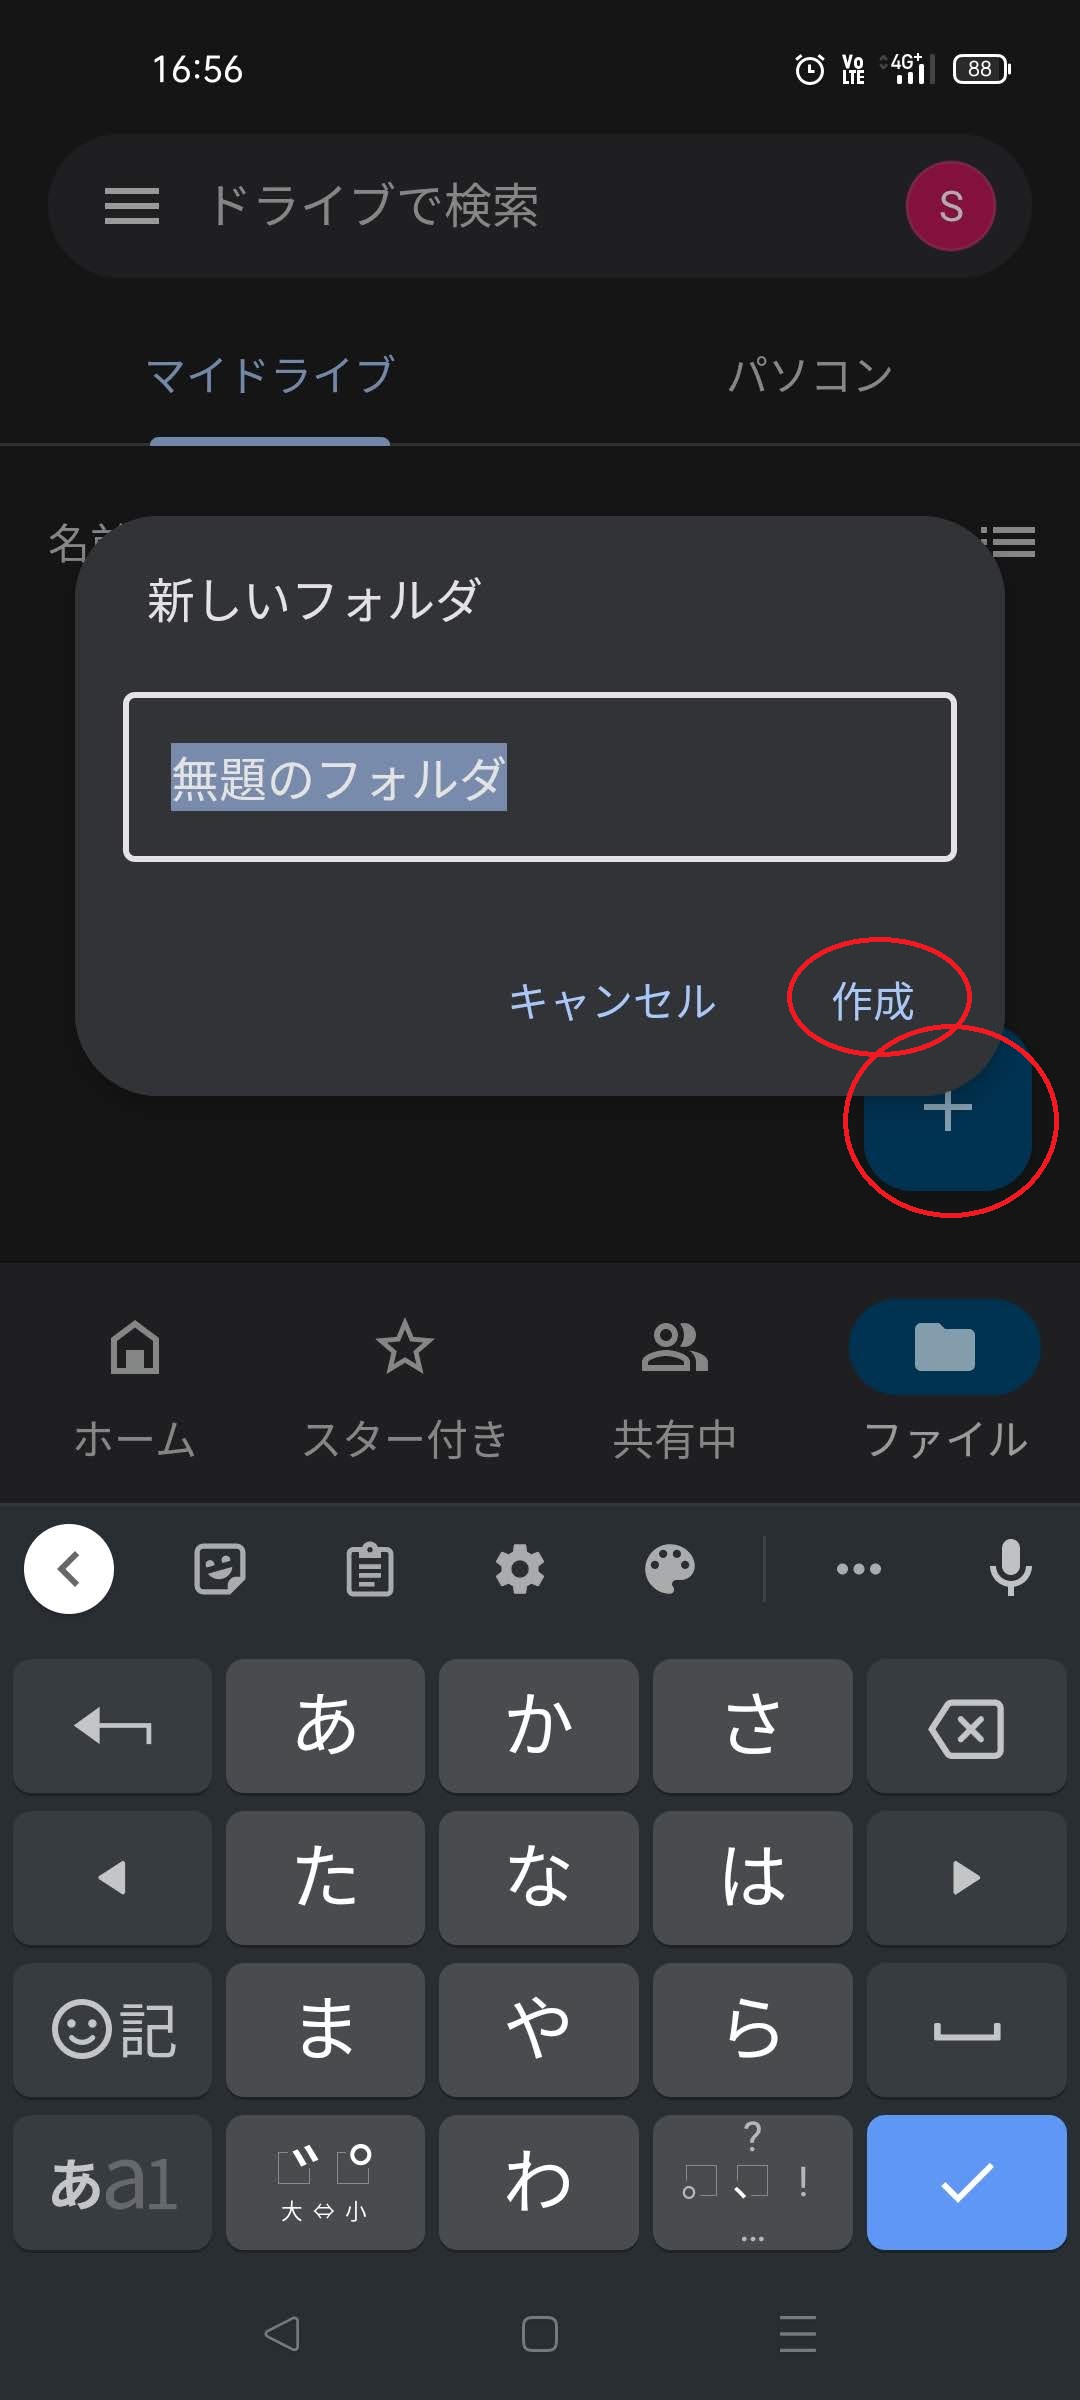 16:56
Vo
LTE
4G+
88
ドライブで検索
S
マイドライブ
パソコン
名前
新しいフォルダ
無題のフォルダ
キャンセル
作成
ホーム
スター付き
共有中
ファイル
あ
か
さ
た
な
は
記
ま
や
ら
あa1
大⇔小
わ
?
。、!
...